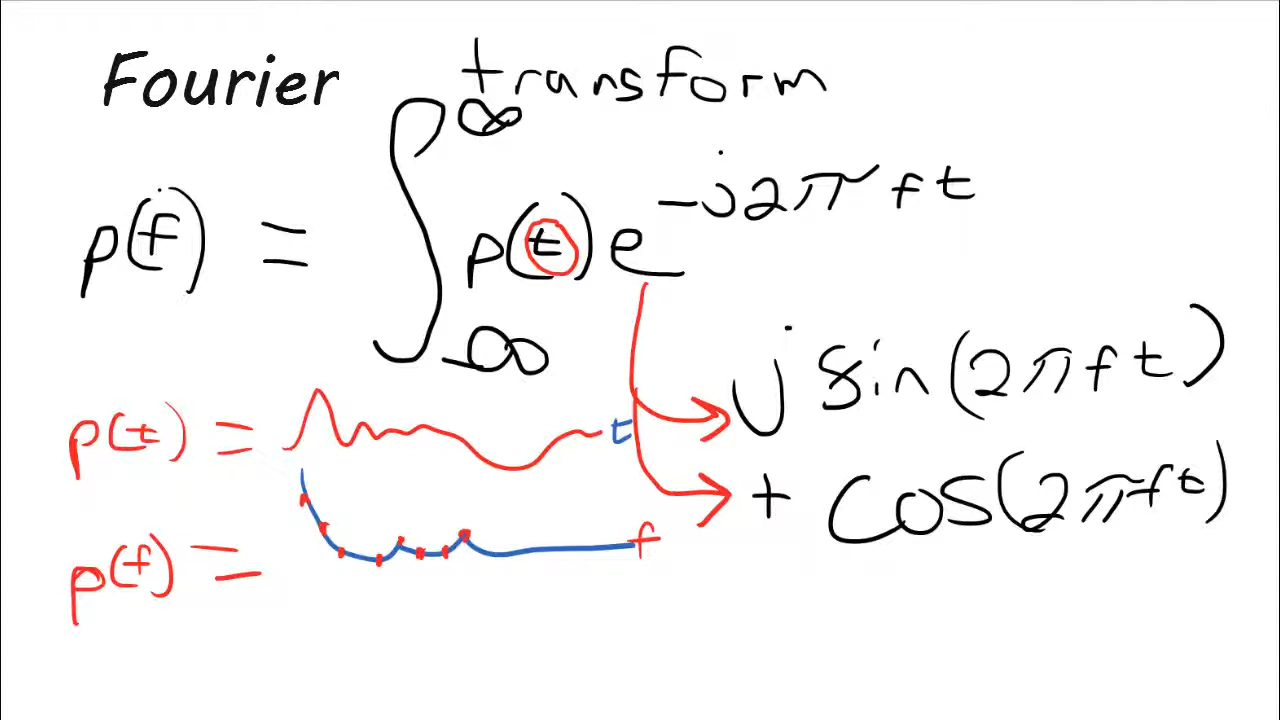 Fourier transform
p(f) = ∫ ∞ -∞ p(t) e^-j2πft
j sin(2πft)
p(t) = t
+ cos(2πft)
p(f) = f